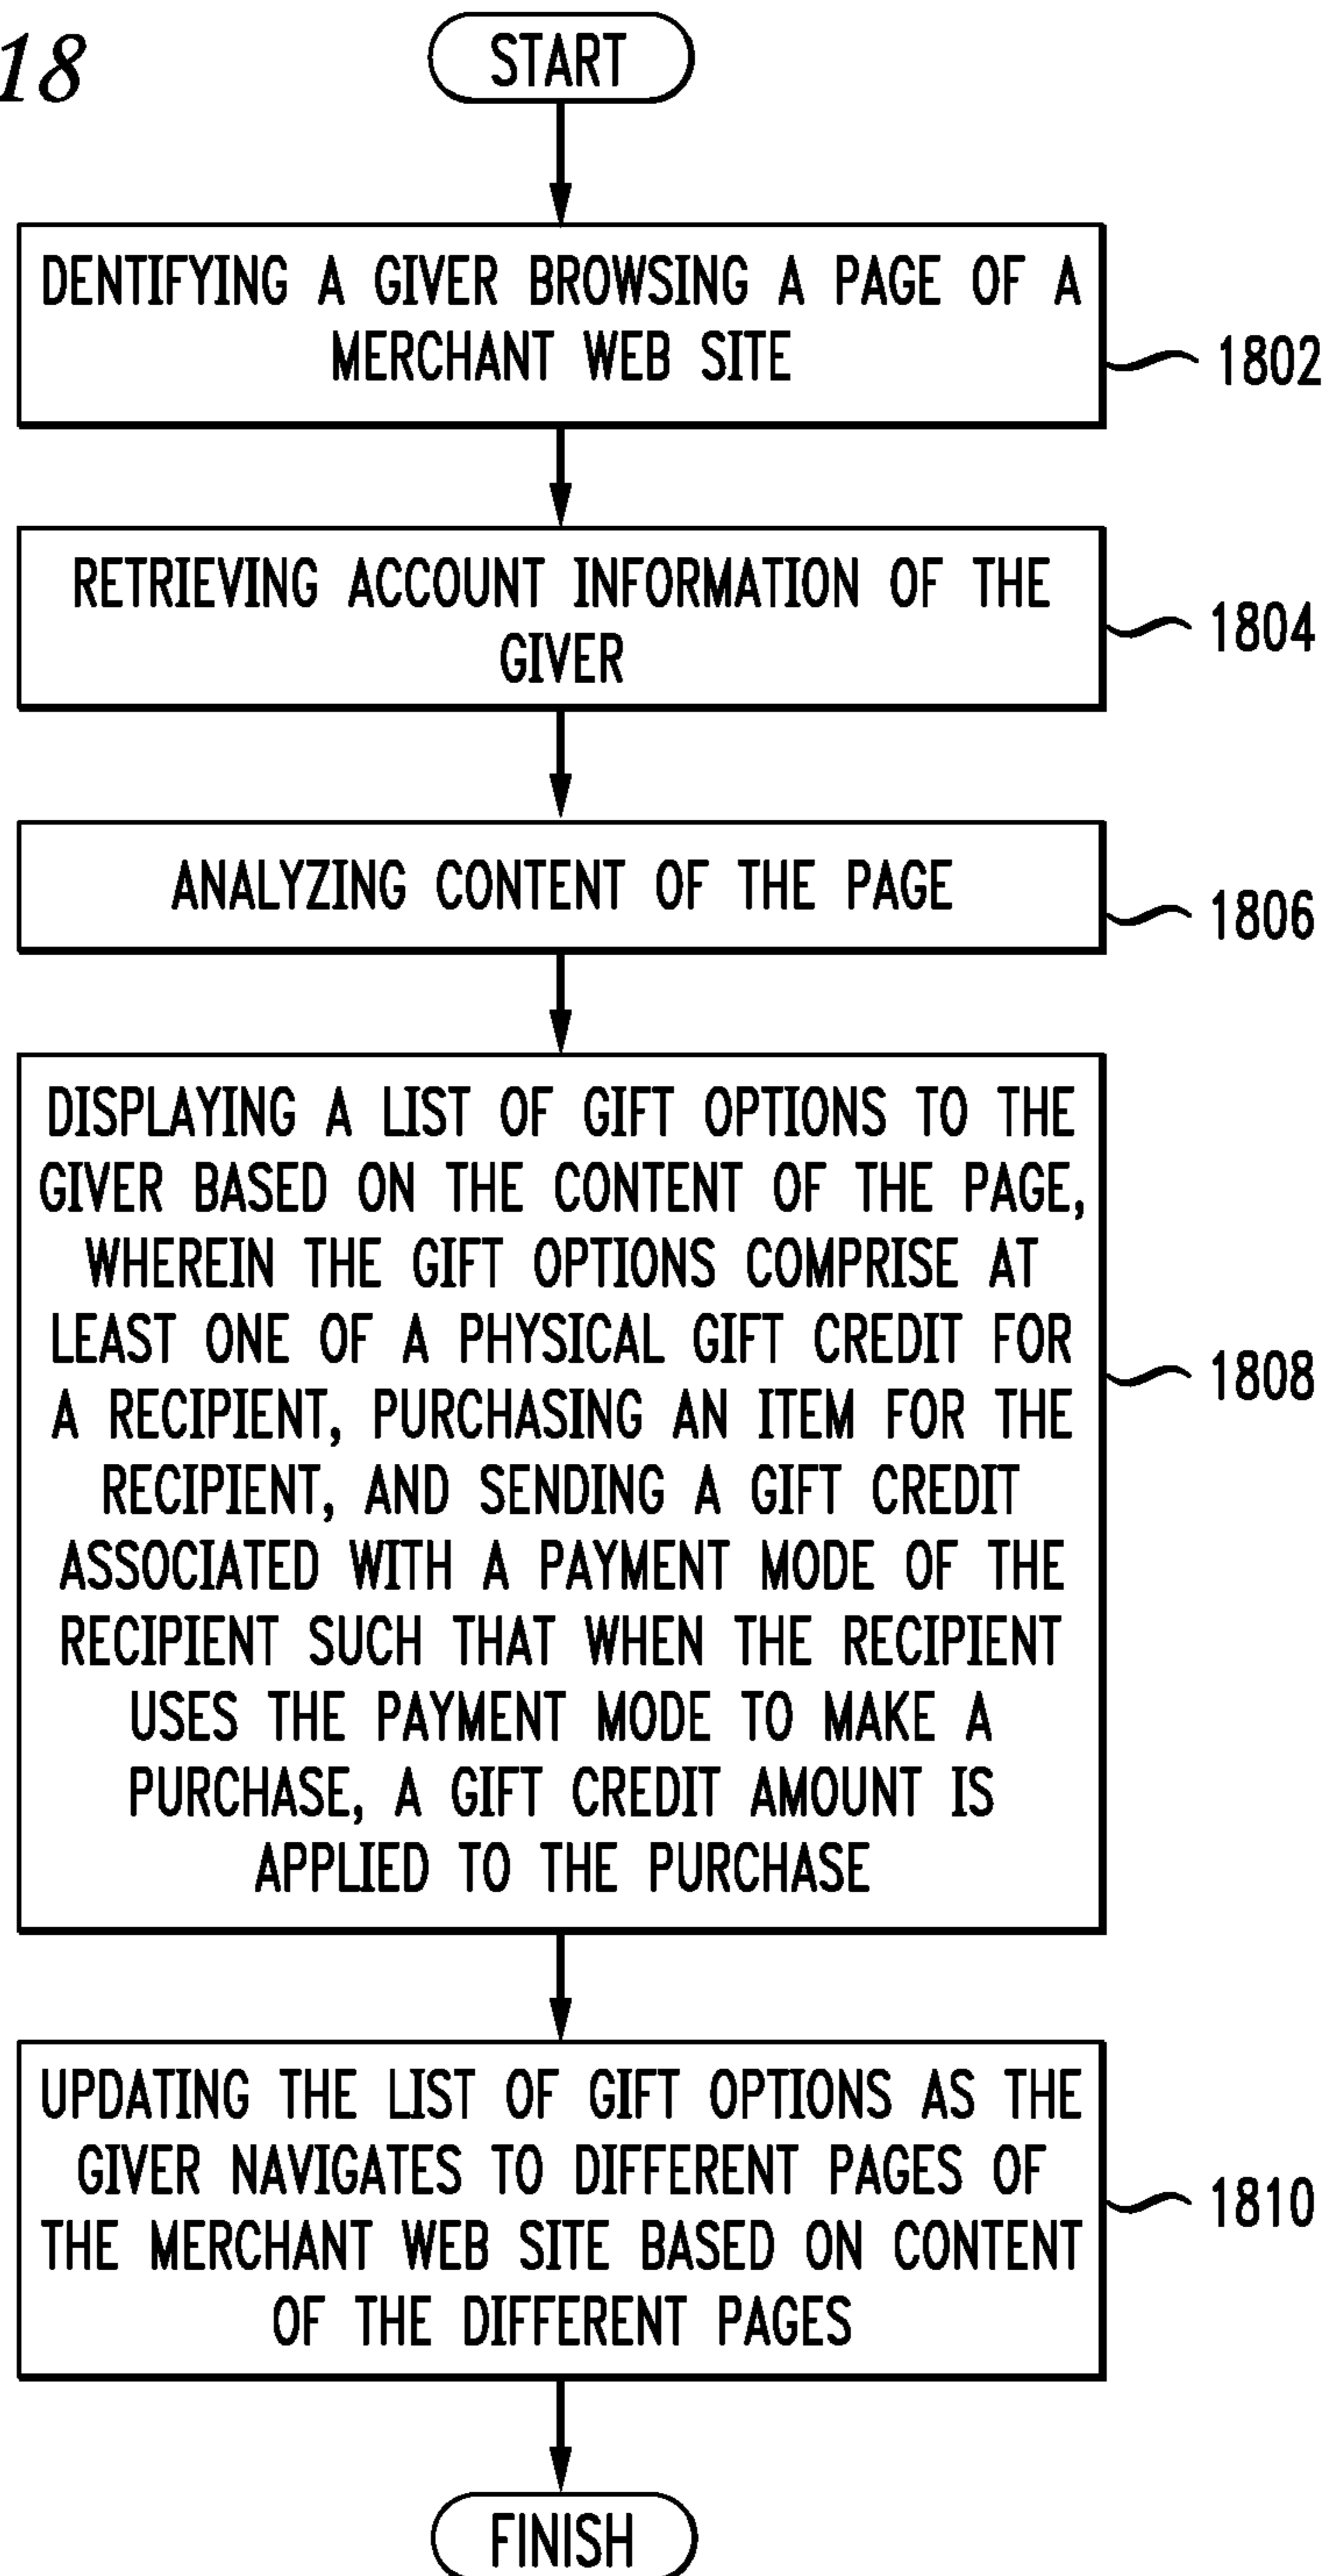 18
START
DENTIFYING A GIVER BROWSING A PAGE OF A
MERCHANT WEB SITE
1802
RETRIEVING ACCOUNT INFORMATION OF THE
GIVER
1804
ANALYZING CONTENT OF THE PAGE
1806
DISPLAYING A LIST OF GIFT OPTIONS TO THE
GIVER BASED ON THE CONTENT OF THE PAGE,
WHEREIN THE GIFT OPTIONS COMPRISE AT
LEAST ONE OF A PHYSICAL GIFT CREDIT FOR
A RECIPIENT, PURCHASING AN ITEM FOR THE
RECIPIENT, AND SENDING A GIFT CREDIT
ASSOCIATED WITH A PAYMENT MODE OF THE
RECIPIENT SUCH THAT WHEN THE RECIPIENT
USES THE PAYMENT MODE TO MAKE A
PURCHASE, A GIFT CREDIT AMOUNT IS
APPLIED TO THE PURCHASE
1808
UPDATING THE LIST OF GIFT OPTIONS AS THE
GIVER NAVIGATES TO DIFFERENT PAGES OF
THE MERCHANT WEB SITE BASED ON CONTENT
OF THE DIFFERENT PAGES
1810
FINISH